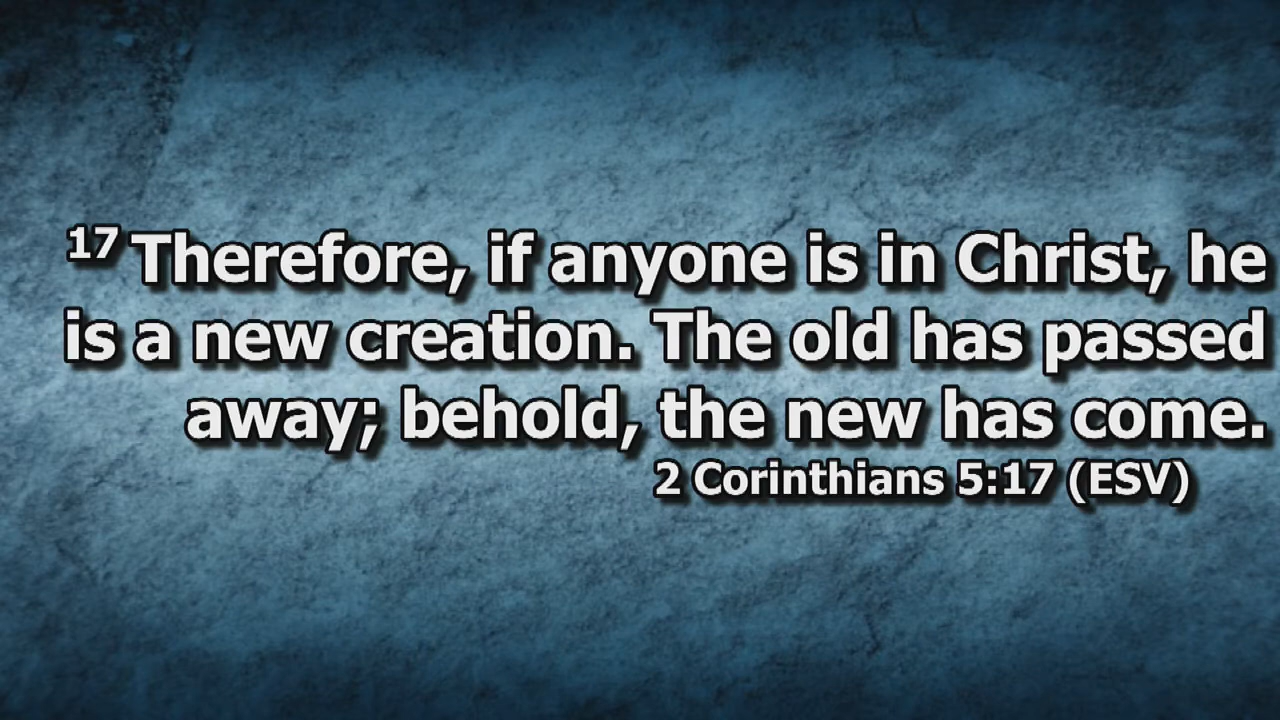 17 Therefore, if anyone is in Christ, he
is a new creation. The old has passed
away; behold, the new has come.
2 Corinthians 5:17 (ESV)